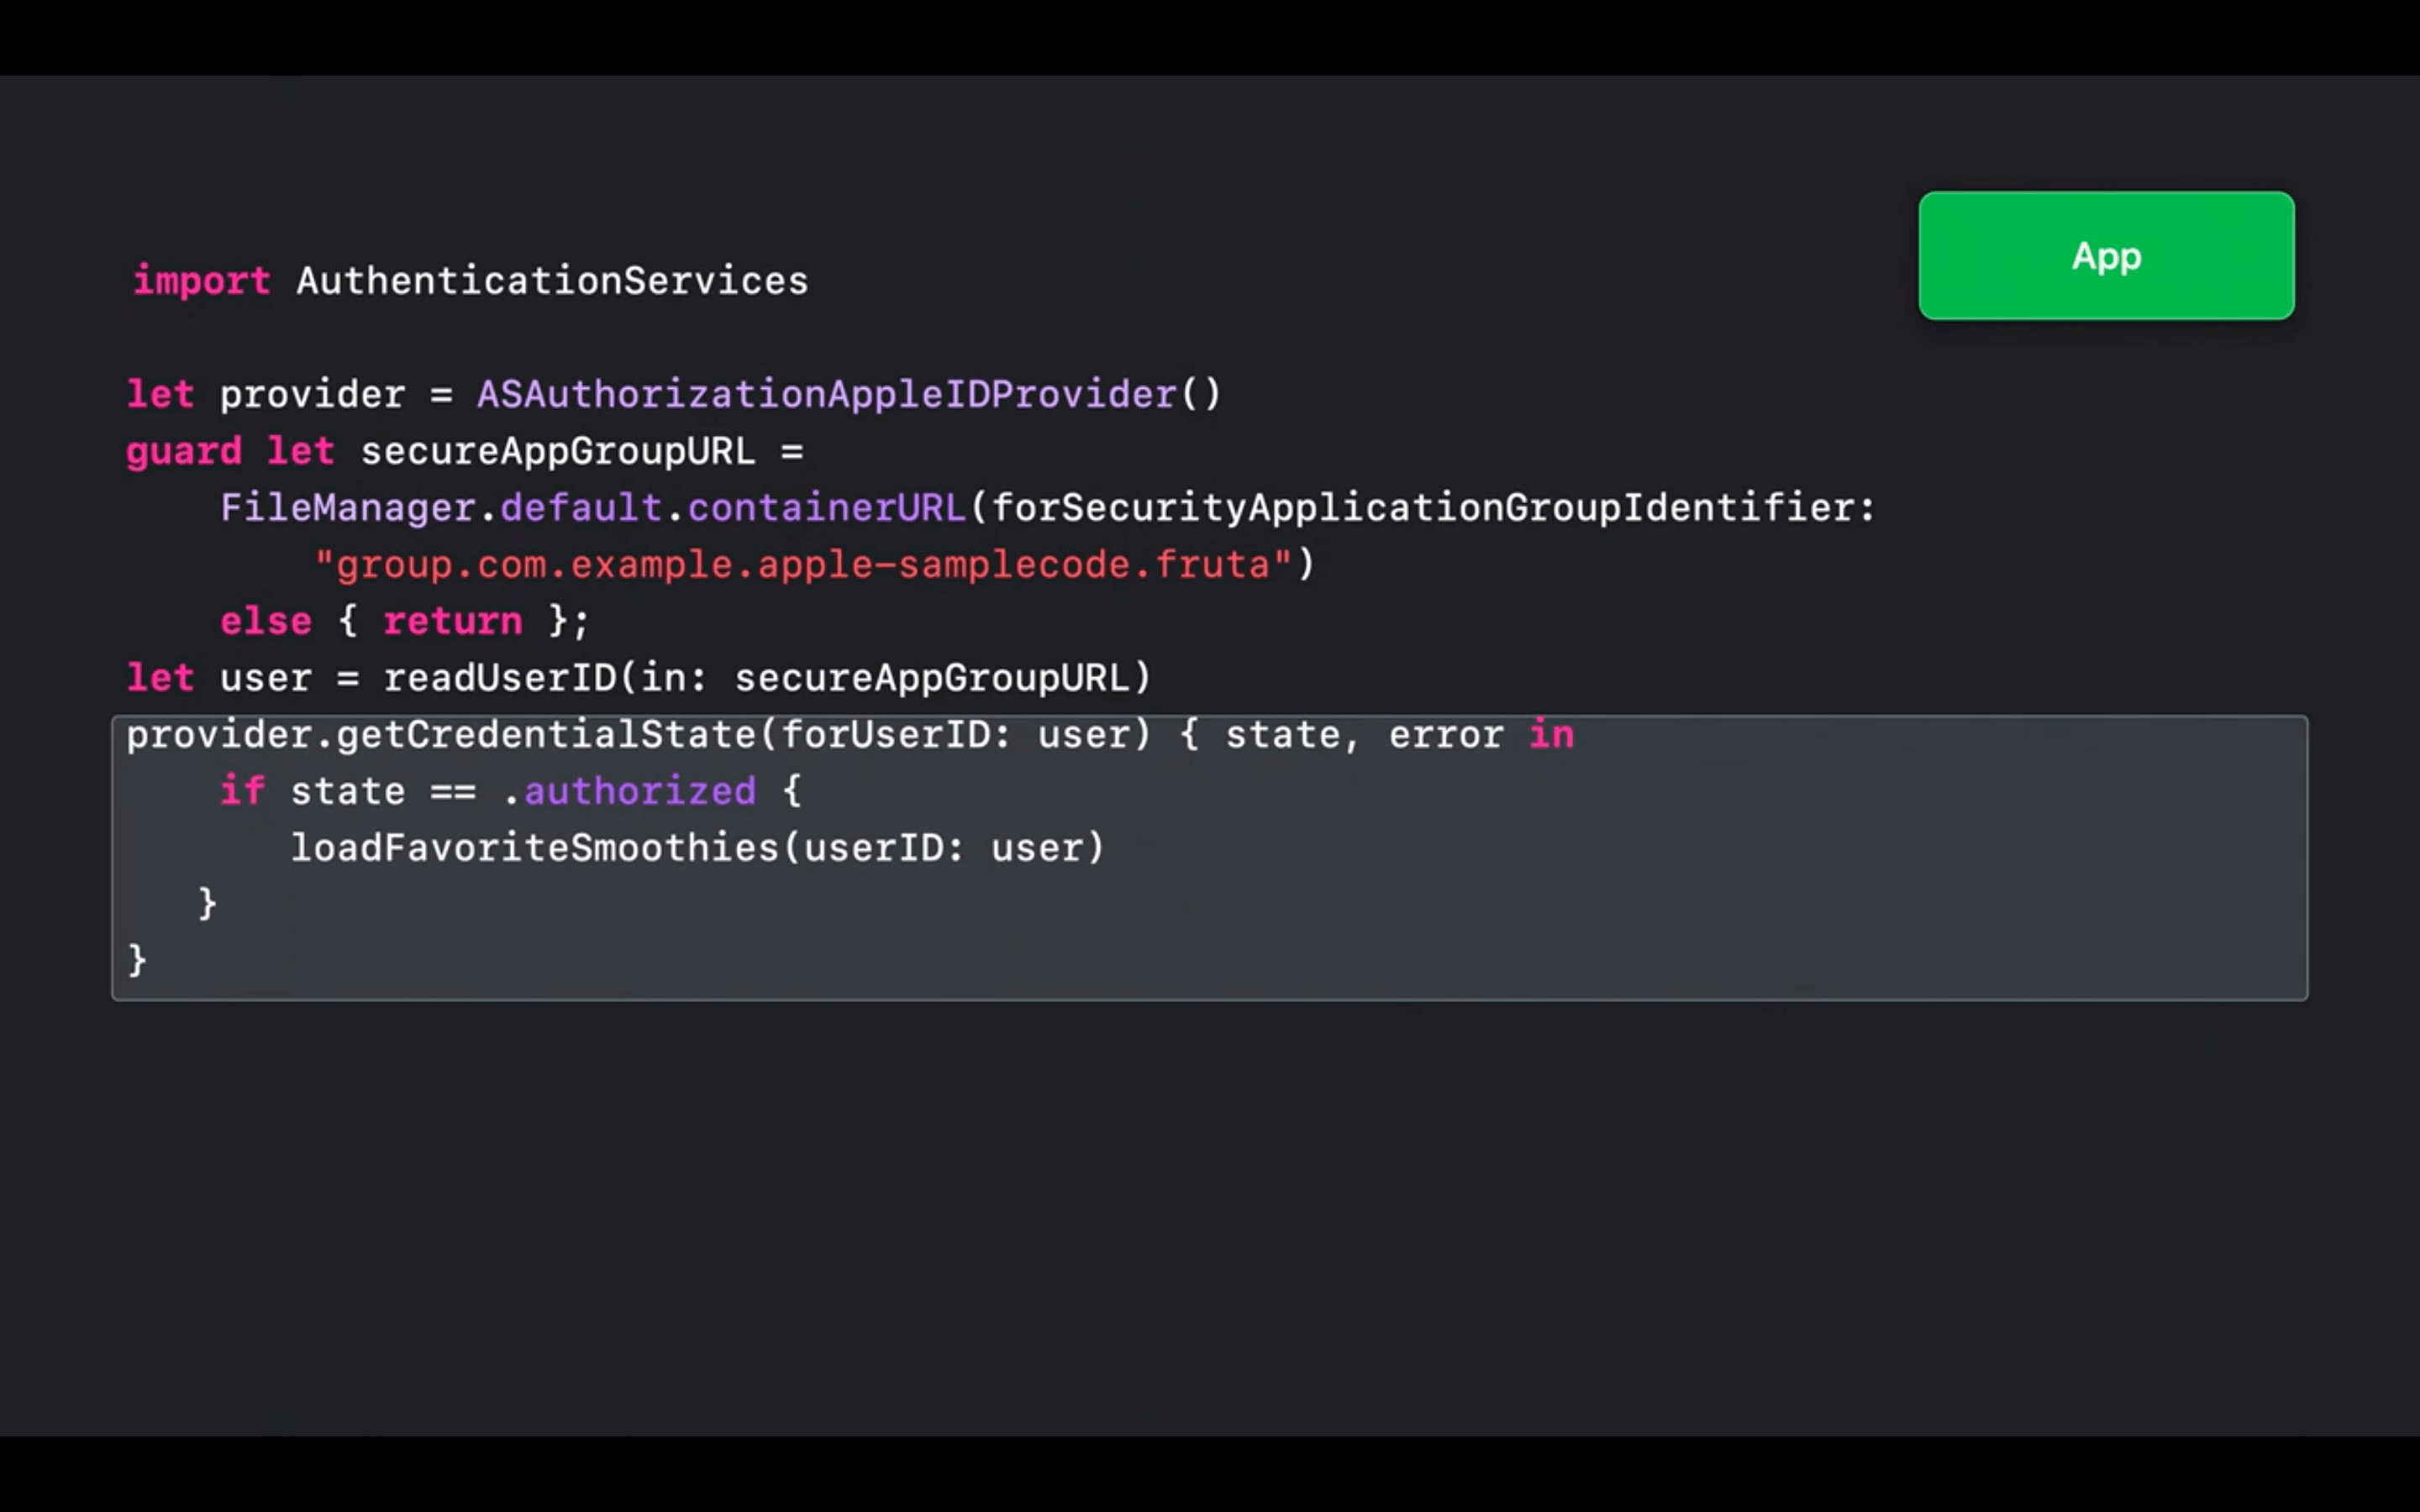 App
import AuthenticationServices
let provider = ASAuthorizationAppleIDProvider()
guard let secureAppGroupURL =
    FileManager.default.containerURL(forSecurityApplicationGroupIdentifier:
        "group.com.example.apple-samplecode.fruta")
    else { return };
let user = readUserID(in: secureAppGroupURL)
provider.getCredentialState(forUserID: user) { state, error in
    if state == .authorized {
       loadFavoriteSmoothies(userID: user)
   }
}